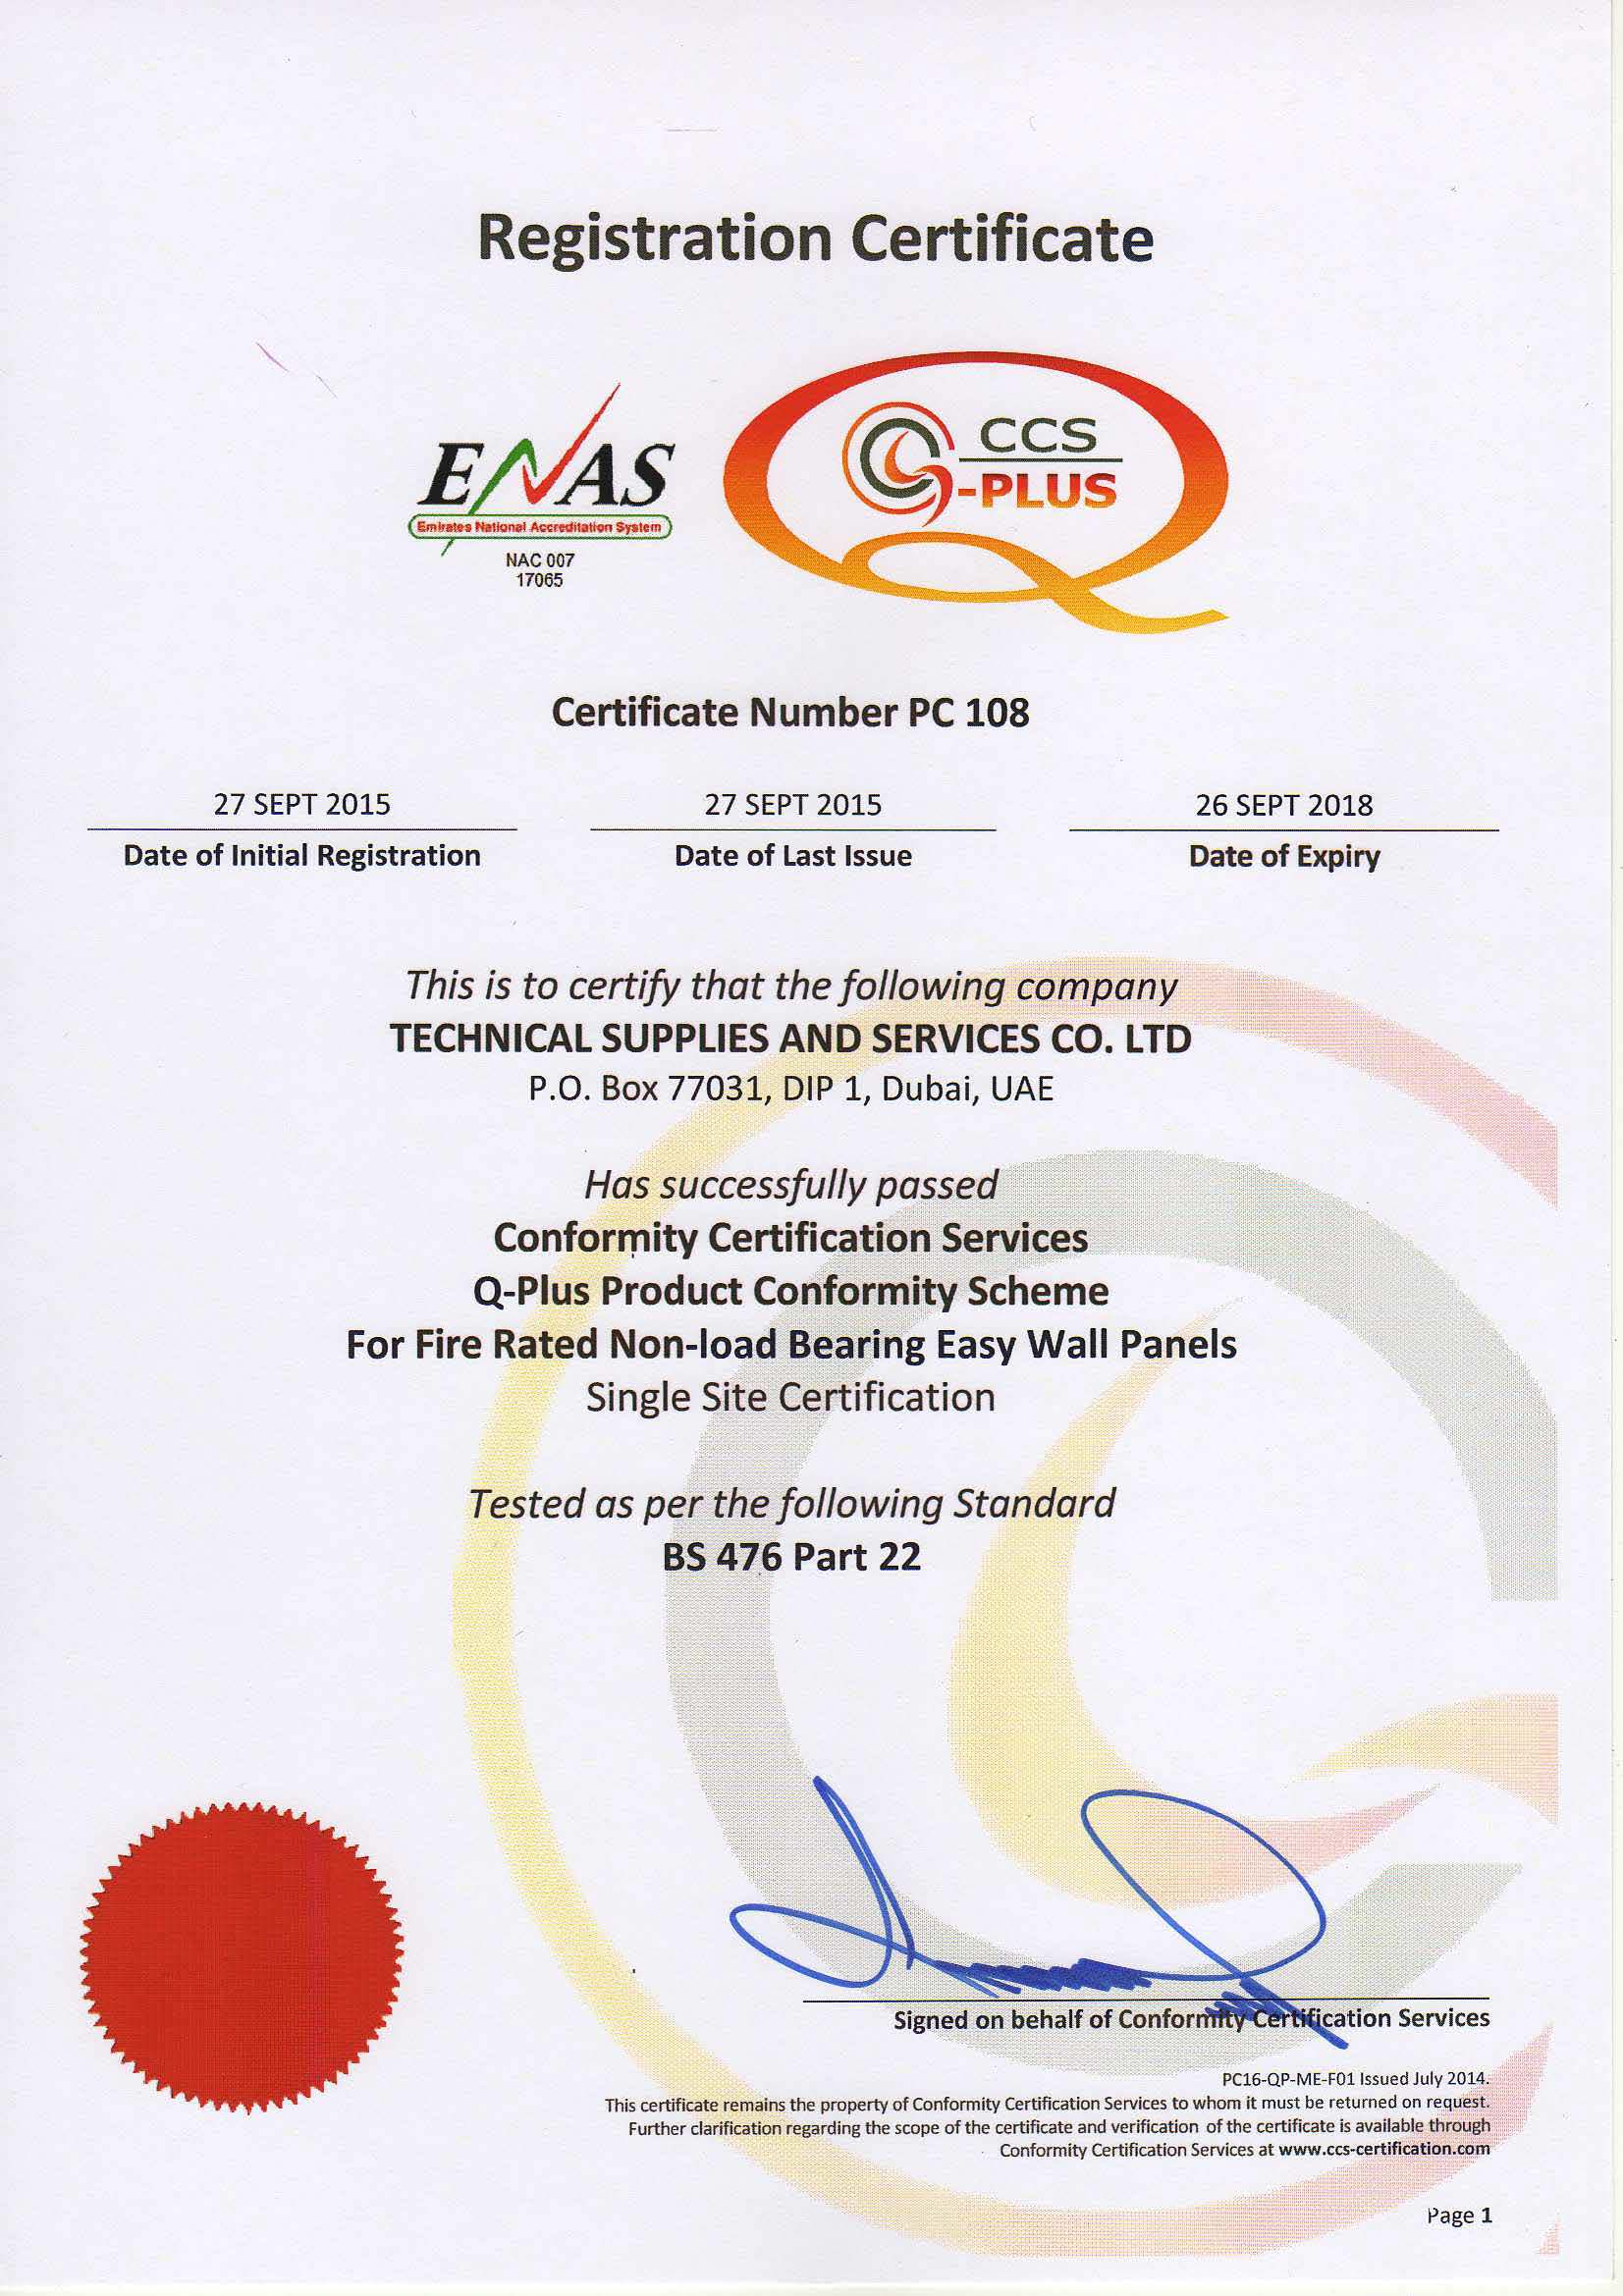 Registration Certificate
ENAS
Emirates National Accreditation System
NAC 007
17065
CCS
-PLUS
Certificate Number PC 108
27 SEPT 2015
Date of Initial Registration
27 SEPT 2015
Date of Last Issue
26 SEPT 2018
Date of Expiry
This is to certify that the following company
TECHNICAL SUPPLIES AND SERVICES CO. LTD
P.O. Box 77031, DIP 1, Dubai, UAE
Has successfully passed
Conformity Certification Services
Q-Plus Product Conformity Scheme
For Fire Rated Non-load Bearing Easy Wall Panels
Single Site Certification
Tested as per the following Standard
BS 476 Part 22
Signed on behalf of Conformity Certification Services
PC16-QP-ME-F01 Issued July 2014.
This certificate remains the property of Conformity Certification Services to whom it must be returned on request.
Further clarification regarding the scope of the certificate and verification of the certificate is available through
Conformity Certification Services at www.ccs-certification.com
Page 1